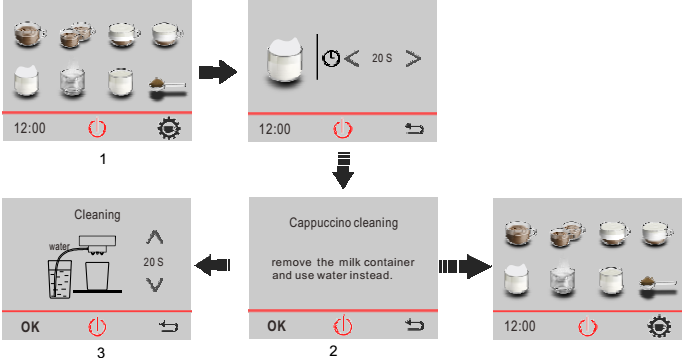 12:00
1
20 S
12:00
Cleaning
water
20 S
OK
3
Cappuccino cleaning
remove the milk container
and use water instead.
OK
2
12:00